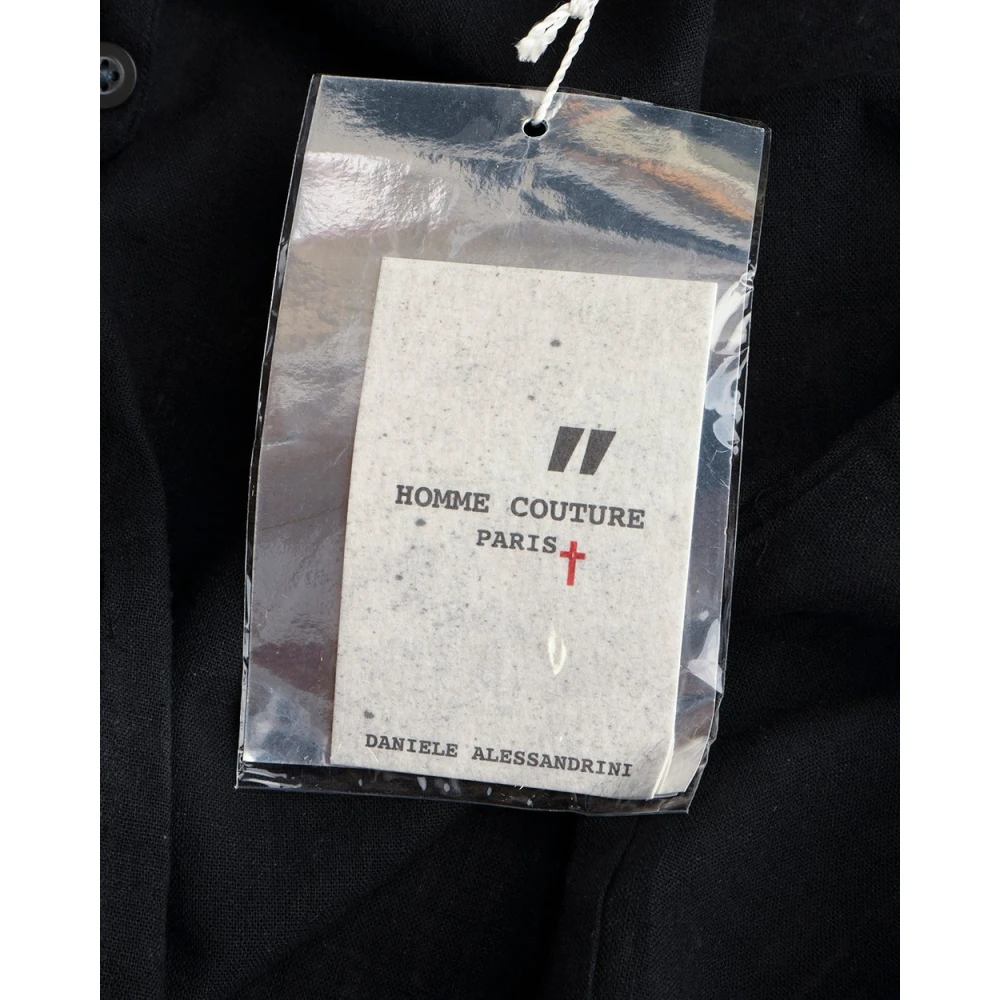 "
HOMME COUTURE
PARIS†
DANIELE ALESSANDRINI